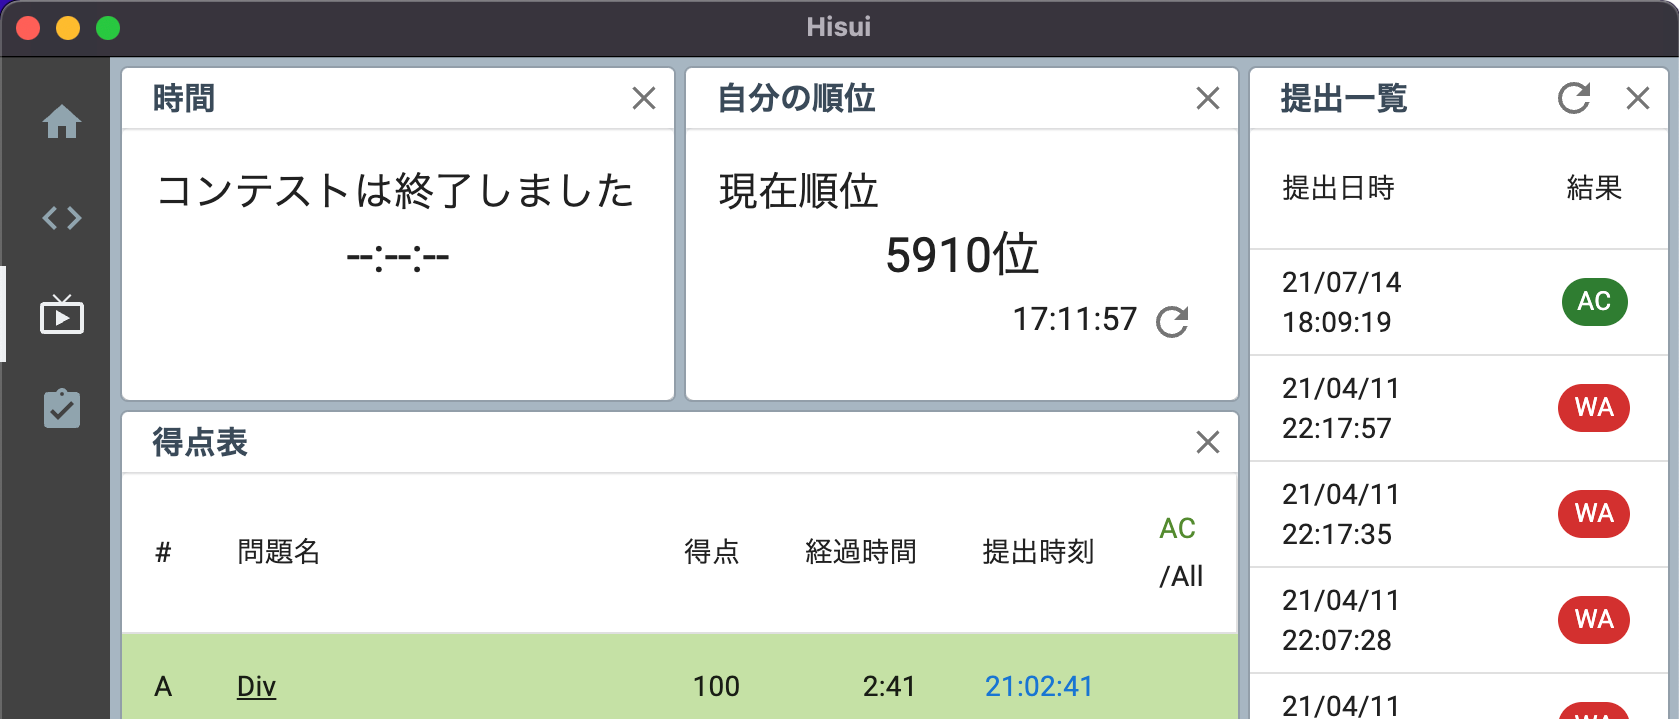 Hisui
時間
コンテストは終了しました
--:--:--
自分の順位
現在順位
5910位
17:11:57
得点表
# 問題名 得点 経過時間 提出時刻 AC
/All
A Div 100 2:41 21:02:41
提出一覧
提出日時 結果
21/07/14
18:09:19 AC
21/04/11
22:17:57 WA
21/04/11
22:17:35 WA
21/04/11
22:07:28 WA
21/04/11
WA